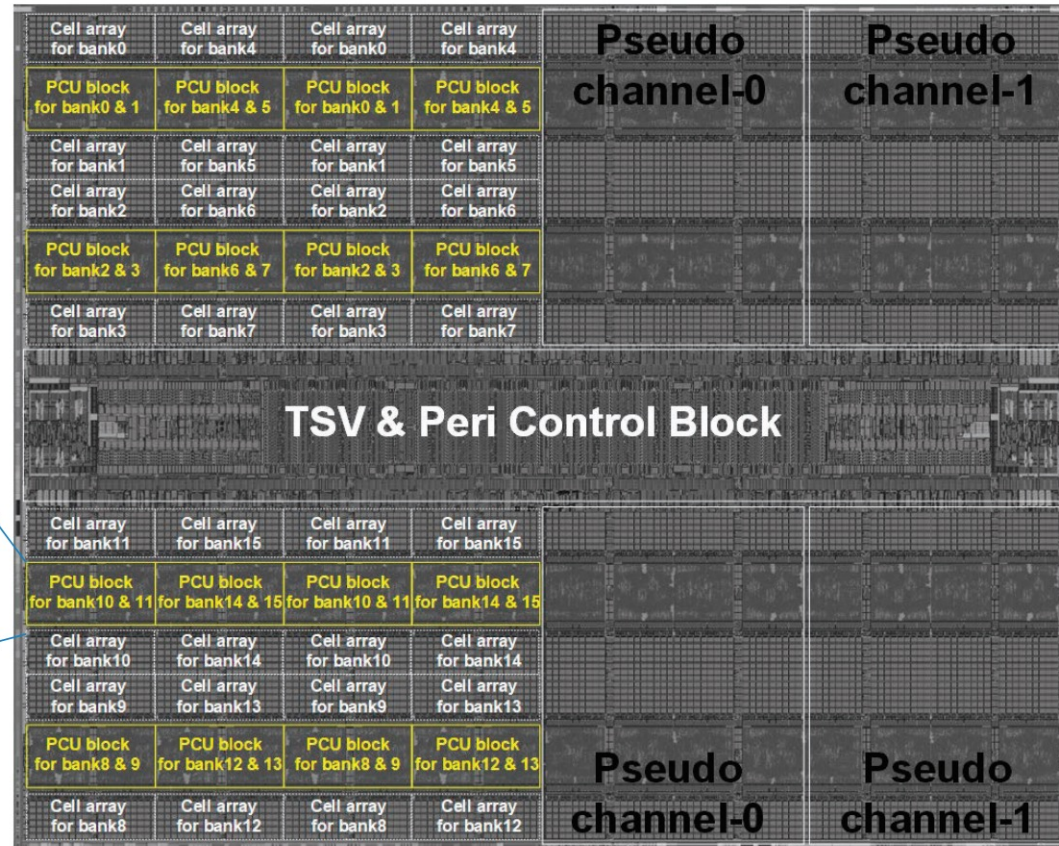 Cell array
for bank0
Cell array
for bank4
Cell array
for bank0
Cell array
for bank4
Pseudo
channel-0
Pseudo
channel-1
PCU block
for bank0 & 1
PCU block
for bank4 & 5
PCU block
for bank0 & 1
PCU block
for bank4 & 5
Cell array
for bank1
Cell array
for bank5
Cell array
for bank1
Cell array
for bank5
Cell array
for bank2
Cell array
for bank6
Cell array
for bank2
Cell array
for bank6
PCU block
for bank2 & 3
PCU block
for bank6 & 7
PCU block
for bank2 & 3
PCU block
for bank6 & 7
Cell array
for bank3
Cell array
for bank7
Cell array
for bank3
Cell array
for bank7
TSV & Peri Control Block
Cell array
for bank11
Cell array
for bank15
Cell array
for bank11
Cell array
for bank15
PCU block
for bank10 & 11
PCU block
for bank14 & 15
PCU block
for bank10 & 11
PCU block
for bank14 & 15
Cell array
for bank10
Cell array
for bank14
Cell array
for bank10
Cell array
for bank14
Cell array
for bank9
Cell array
for bank13
Cell array
for bank9
Cell array
for bank13
PCU block
for bank8 & 9
PCU block
for bank12 & 13
PCU block
for bank8 & 9
PCU block
for bank12 & 13
Cell array
for bank8
Cell array
for bank12
Cell array
for bank8
Cell array
for bank12
Pseudo
channel-0
Pseudo
channel-1